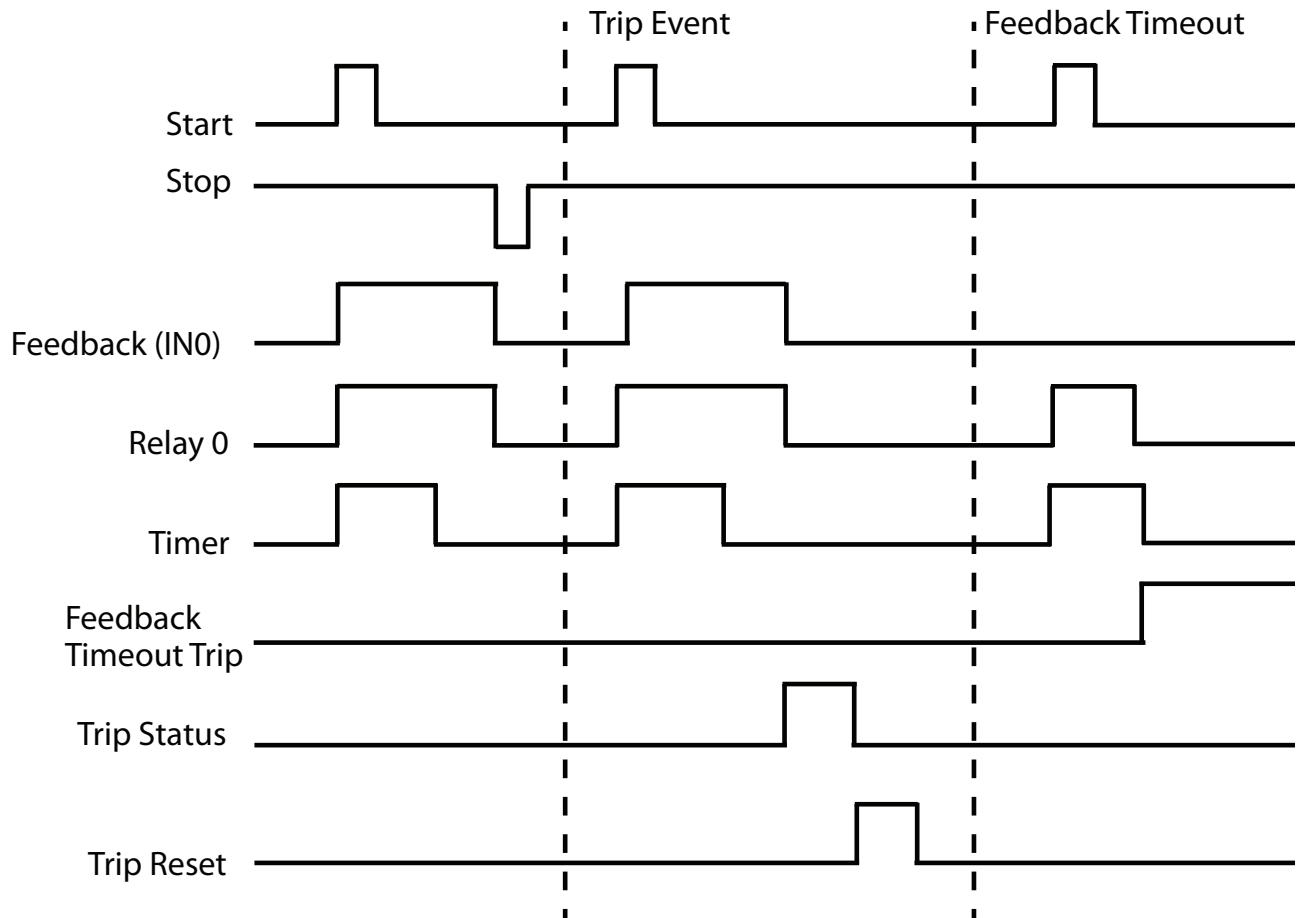 Trip Event
Feedback Timeout
Start
Stop
Feedback (IN0)
Relay 0
Timer
Feedback
Timeout Trip
Trip Status
Trip Reset